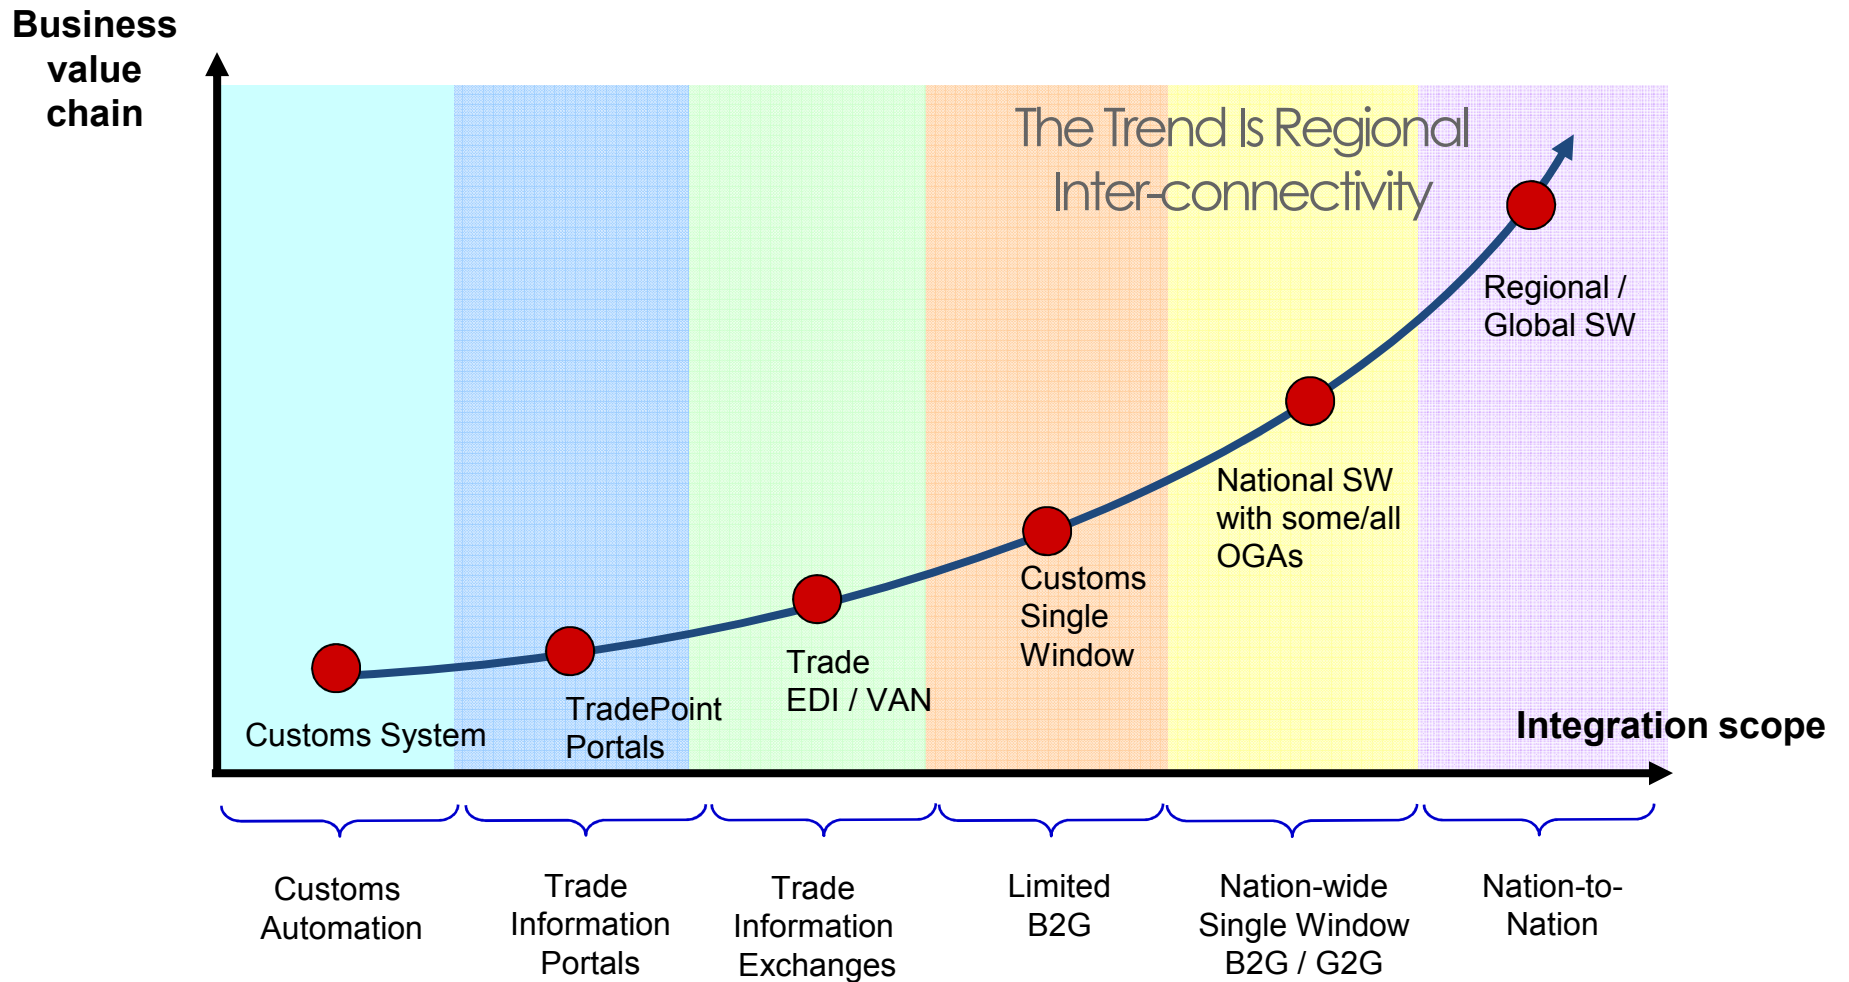 Business
value
chain
The Trend Is Regional
Inter-connectivity
Regional /
Global SW
National SW
with some/all
OGAs
Customs
Single
Window
Trade
EDI / VAN
TradePoint
Portals
Customs System
Integration scope
Customs
Automation
Trade
Information
Portals
Trade
Information
Exchanges
Limited
B2G
Nation-wide
Single Window
B2G / G2G
Nation-to-
Nation